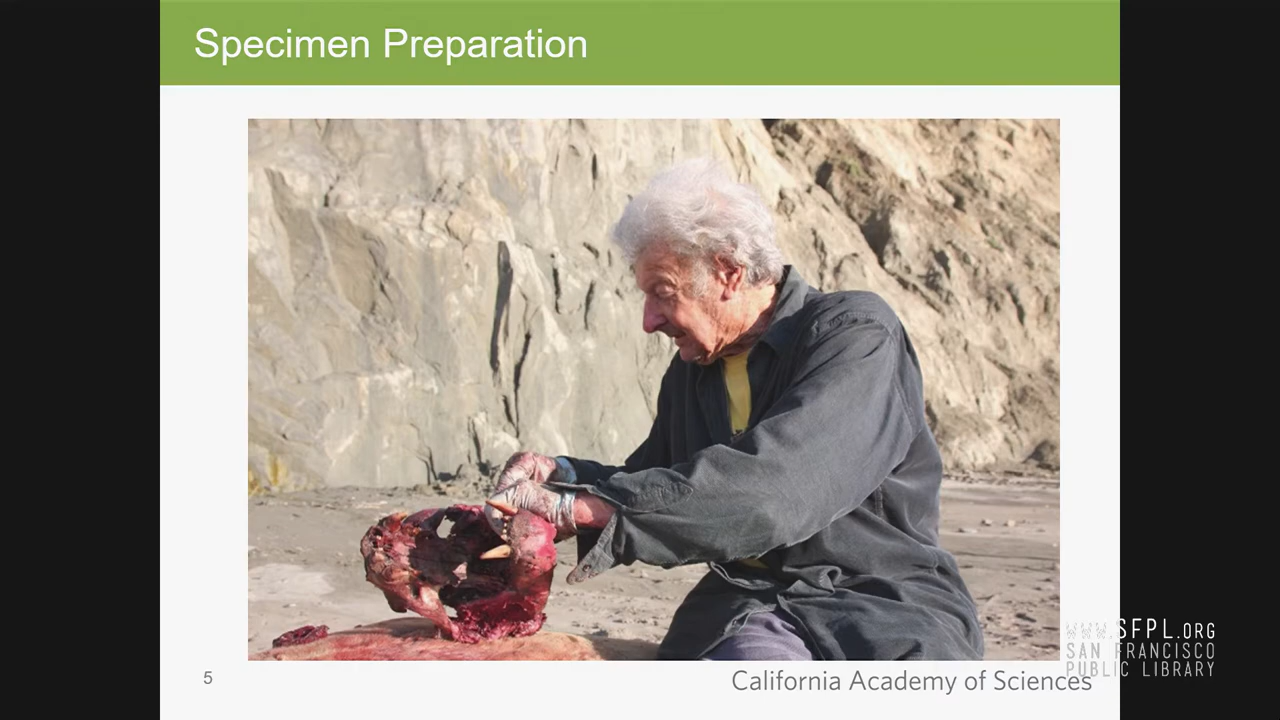 Specimen Preparation
5
California Academy of Sciences
WWW.SFPL.ORG
SAN FRANCISCO
PUBLIC LIBRARY